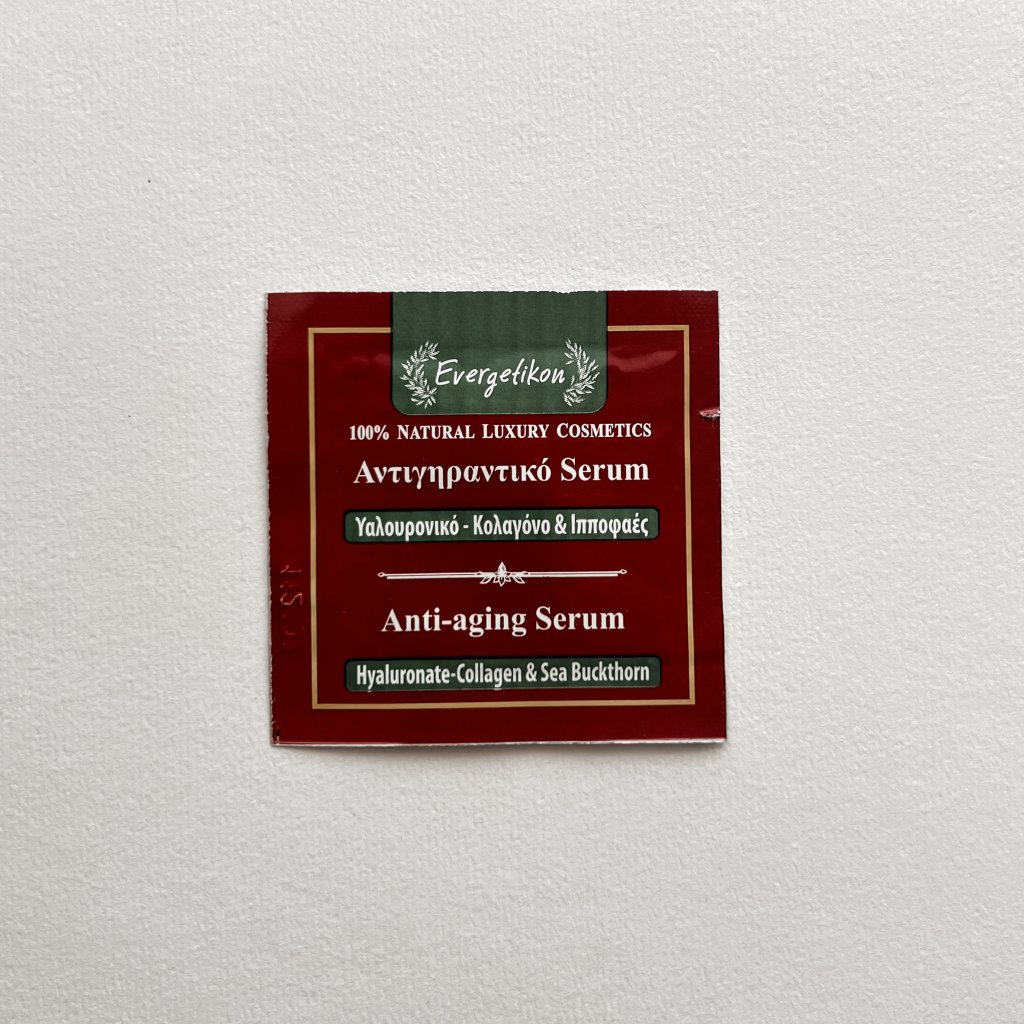 Evergetikon
100% NATURAL LUXURY COSMETICS
Αντιγηραντικό Serum
Υαλουρονικό - Κολαγόνο & Ιπποφαές
Anti-aging Serum
Hyaluronate-Collagen & Sea Buckthorn